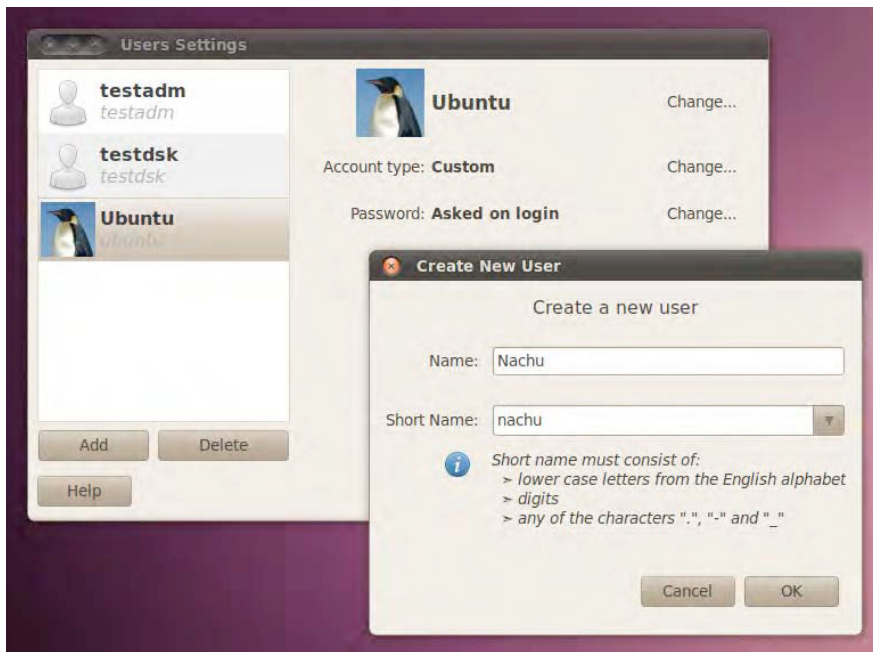 Users Settings
testadm
testadm
testdsk
testdsk
Ubuntu
ubuntu
Ubuntu
Change...
Account type: Custom
Change...
Password: Asked on login
Change...
Add
Delete
Help
Create New User
Create a new user
Name: Nachu
Short Name: nachu
Short name must consist of:
➣ lower case letters from the English alphabet
➣ digits
➣ any of the characters ".", "-" and "_"
Cancel
OK